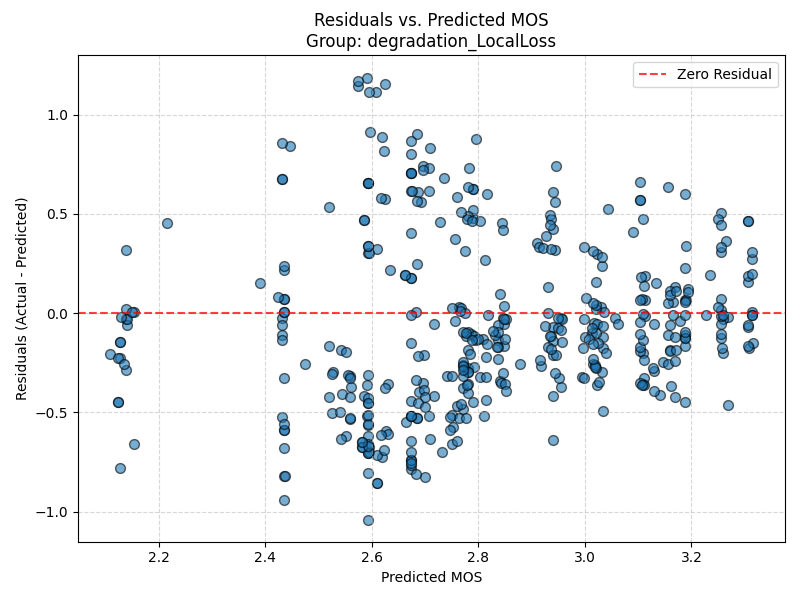 Residuals vs. Predicted MOS
Group: degradation_LocalLoss
Zero Residual
Residuals (Actual - Predicted)
1.0
0.5
0.0
−0.5
−1.0
2.2 2.4 2.6 2.8 3.0 3.2
Predicted MOS